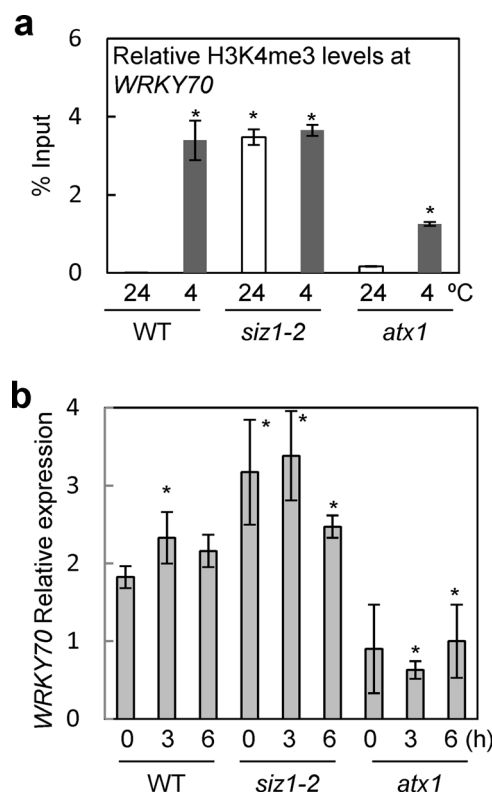 a
Relative H3K4me3 levels at
WRKY70
% Input
6
4
2
0
* * * *
24 4 24 4 24 4 ºC
WT siz1-2 atx1
b
WRKY70 Relative expression
4
3
2
1
0
* * * * * *
0 3 6 0 3 6 0 3 6 (h)
WT siz1-2 atx1